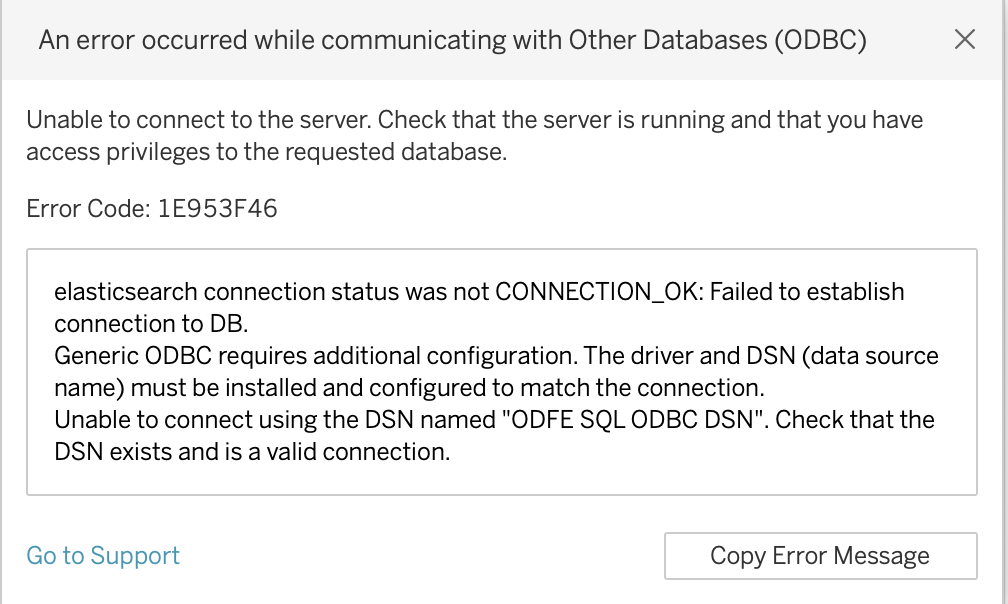 An error occurred while communicating with Other Databases (ODBC)
Unable to connect to the server. Check that the server is running and that you have
access privileges to the requested database.
Error Code: 1E953F46
elasticsearch connection status was not CONNECTION_OK: Failed to establish
connection to DB.
Generic ODBC requires additional configuration. The driver and DSN (data source
name) must be installed and configured to match the connection.
Unable to connect using the DSN named "ODFE SQL ODBC DSN". Check that the
DSN exists and is a valid connection.
Go to Support
Copy Error Message